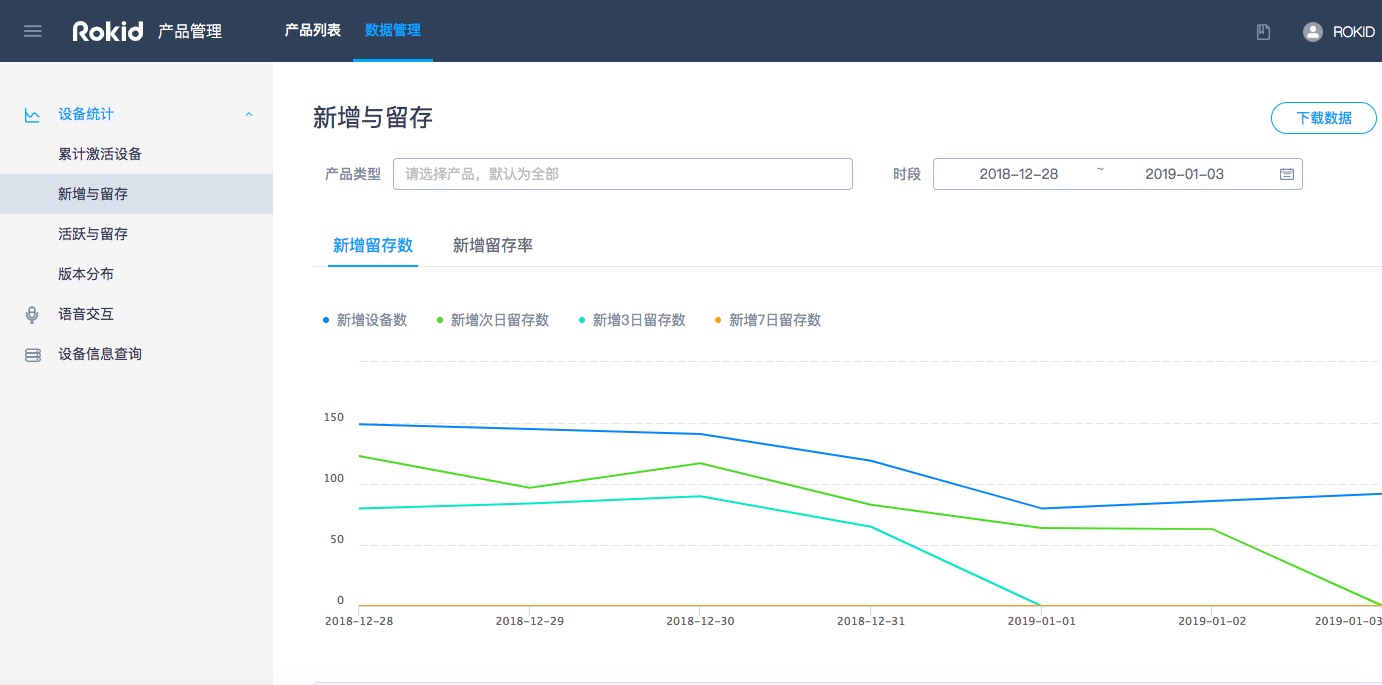 Rokid 产品管理 产品列表 数据管理 ROKID
设备统计
累计激活设备
新增与留存
活跃与留存
版本分布
语音交互
设备信息查询
新增与留存 下载数据
产品类型 请选择产品，默认为全部 时段 2018-12-28 ~ 2019-01-03
新增留存数 新增留存率
新增设备数 新增次日留存数 新增3日留存数 新增7日留存数
150
100
50
0
2018-12-28 2018-12-29 2018-12-30 2018-12-31 2019-01-01 2019-01-02 2019-01-03